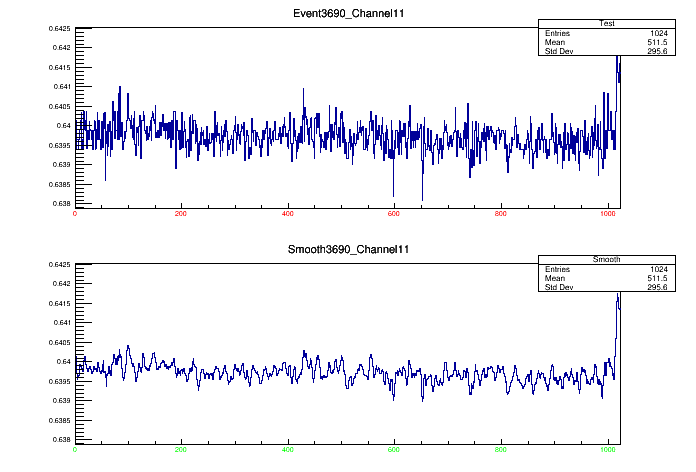 Event3690_Channel11
Test
Entries 1024
Mean 511.5
Std Dev 295.6
0.6425
0.642
0.6415
0.641
0.6405
0.64
0.6395
0.639
0.6385
0.638
0 200 400 600 800 1000
Smooth3690_Channel11
Smooth
Entries 1024
Mean 511.5
Std Dev 295.6
0.6425
0.642
0.6415
0.641
0.6405
0.64
0.6395
0.639
0.6385
0.638
0 200 400 600 800 1000